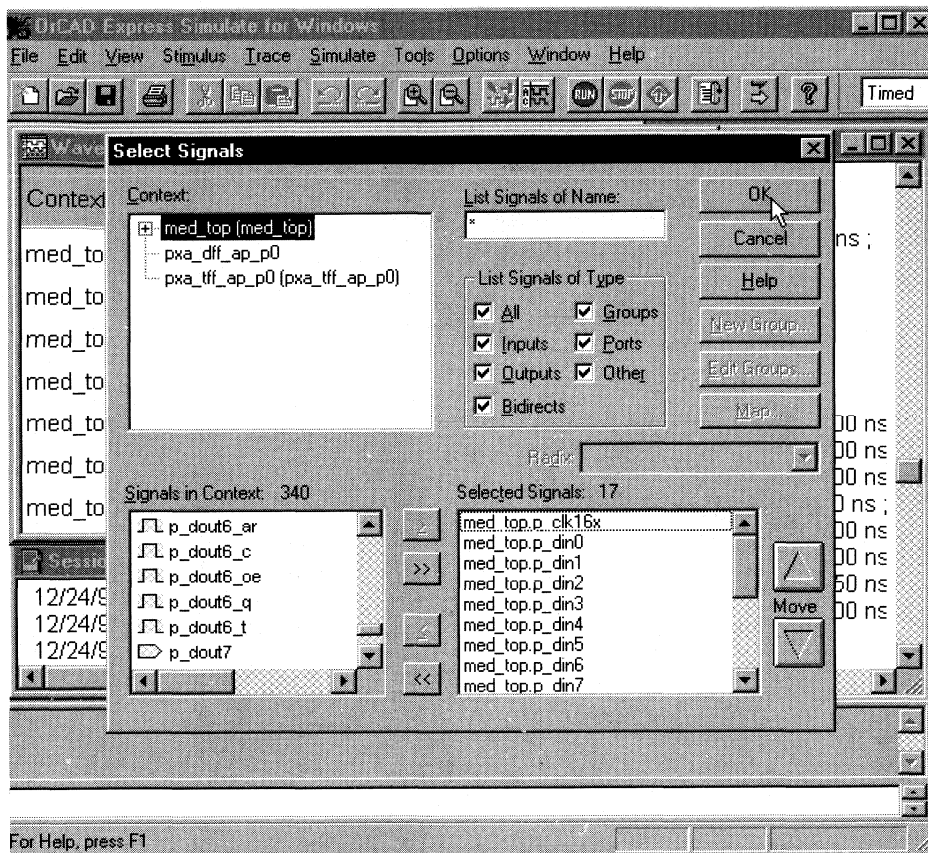 OrCAD Express Simulate for Windows
File Edit View Stimulus Trace Simulate Tools Options Window Help
RUN STOP ? Timed
Wave
Select Signals
Context
Context:
med_top (med_top)
pxa_dff_ap_p0
pxa_tff_ap_p0 (pxa_tff_ap_p0)
List Signals of Name:
*
List Signals of Type
All Groups
Inputs Ports
Outputs Other
Bidirects
OK
Cancel
Help
New Group...
Edit Groups...
Map...
Radix
ns ;
med_to
med_to
med_to
med_to
med_to
med_to
med_to
00 ns
00 ns
00 ns
0 ns ;
00 ns
00 ns
50 ns
00 ns
Signals in Context: 340
p_dout6_ar
p_dout6_c
p_dout6_oe
p_dout6_q
p_dout6_t
p_dout7
>
>>
<
<<
Selected Signals: 17
med_top.p_clk16x
med_top.p_din0
med_top.p_din1
med_top.p_din2
med_top.p_din3
med_top.p_din4
med_top.p_din5
med_top.p_din6
med_top.p_din7
Move
Sessio
12/24/9
12/24/9
12/24/9
For Help, press F1